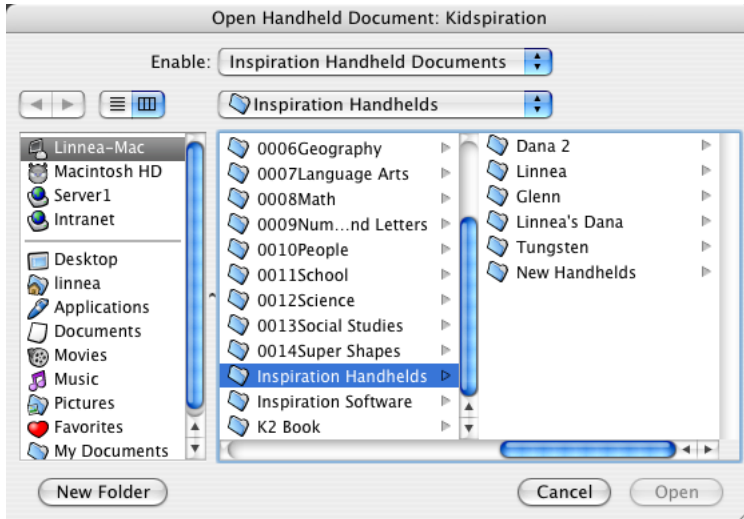 Open Handheld Document: Kidspiration
Enable: Inspiration Handheld Documents
Inspiration Handhelds
Linnea-Mac
Macintosh HD
Server1
Intranet
Desktop
linnea
Applications
Documents
Movies
Music
Pictures
Favorites
My Documents
0006Geography
0007Language Arts
0008Math
0009Num...nd Letters
0010People
0011School
0012Science
0013Social Studies
0014Super Shapes
Inspiration Handhelds
Inspiration Software
K2 Book
Dana 2
Linnea
Glenn
Linnea's Dana
Tungsten
New Handhelds
New Folder
Cancel
Open